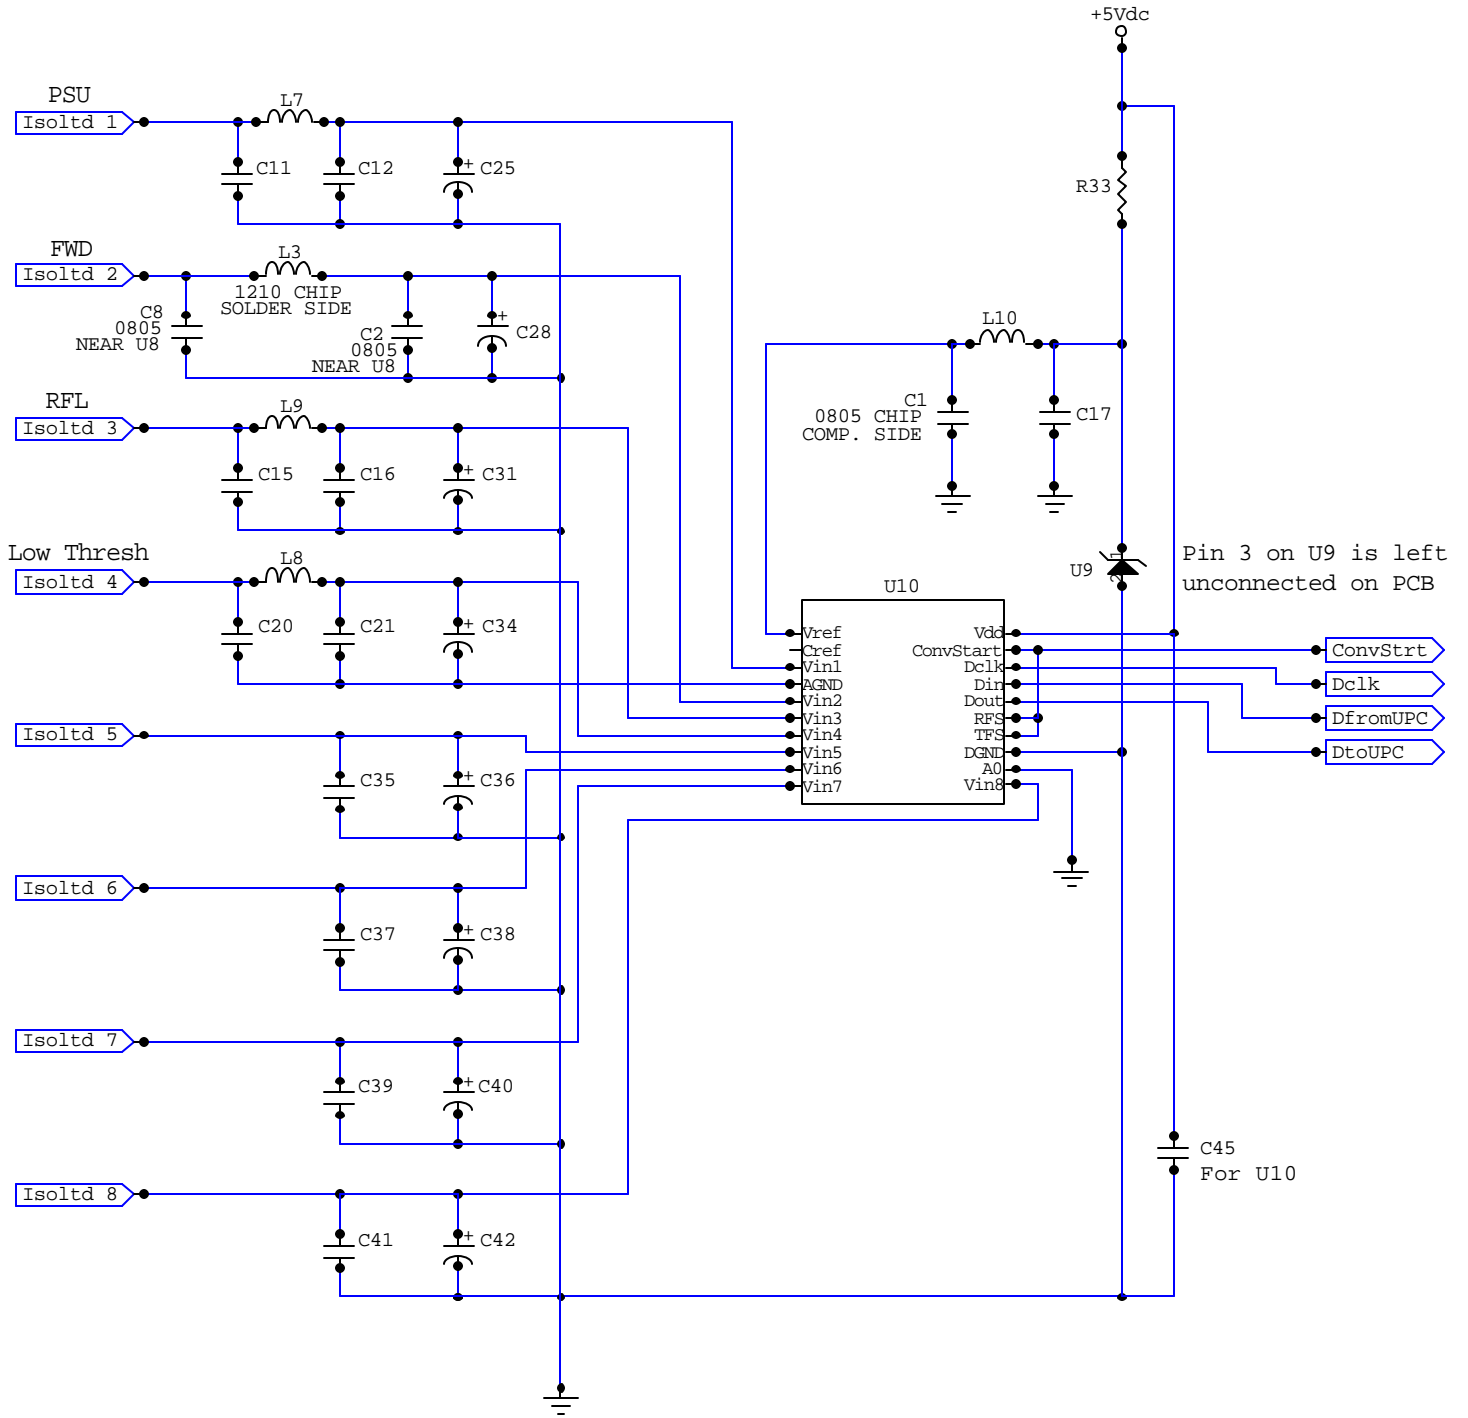 +5Vdc
PSU
Isoltd 1
L7
C11
C12
+
C25
R33
FWD
Isoltd 2
L3
1210 CHIP
SOLDER SIDE
C8
0805
NEAR U8
C2
0805
NEAR U8
+
C28
L10
C1
0805 CHIP
COMP. SIDE
C17
RFL
Isoltd 3
L9
C15
C16
+
C31
Low Thresh
Isoltd 4
L8
C20
C21
+
C34
U9
1
2
Pin 3 on U9 is left
unconnected on PCB
U10
Vref
Cref
Vin1
AGND
Vin2
Vin3
Vin4
Vin5
Vin6
Vin7
Vdd
ConvStart
Dclk
Din
Dout
RFS
TFS
DGND
A0
Vin8
ConvStrt
Dclk
DfromUPC
DtoUPC
Isoltd 5
C35
+
C36
Isoltd 6
C37
+
C38
Isoltd 7
C39
+
C40
Isoltd 8
C41
+
C42
C45
For U10